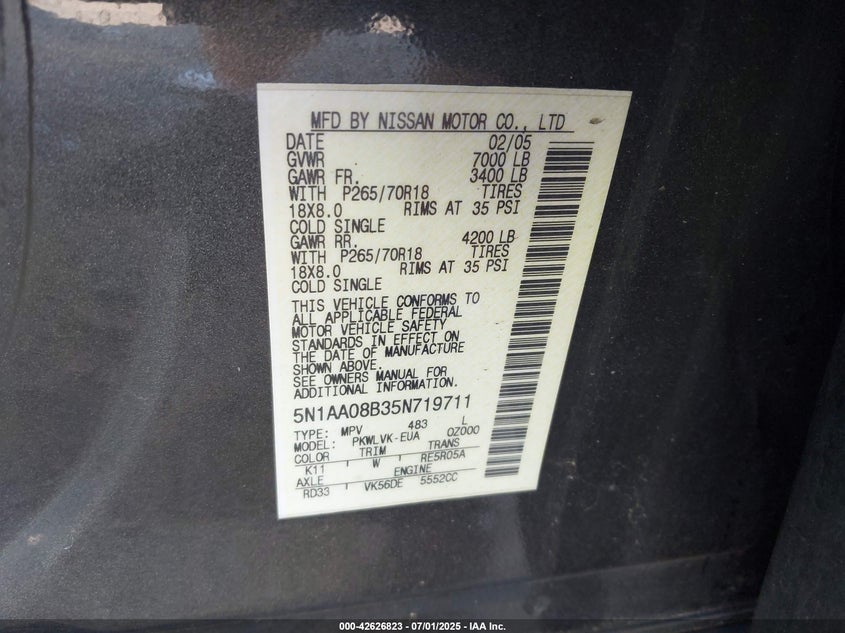 MFD BY NISSAN MOTOR CO., LTD
DATE 02/05
GVWR 7000 LB
GAWR FR. 3400 LB
WITH P265/70R18 TIRES
18X8.0 RIMS AT 35 PSI
COLD SINGLE
GAWR RR. 4200 LB
WITH P265/70R18 TIRES
18X8.0 RIMS AT 35 PSI
COLD SINGLE
THIS VEHICLE CONFORMS TO
ALL APPLICABLE FEDERAL
MOTOR VEHICLE SAFETY
STANDARDS IN EFFECT ON
THE DATE OF MANUFACTURE
SHOWN ABOVE.
SEE OWNERS MANUAL FOR
ADDITIONAL INFORMATION.
5N1AA08B35N719711
TYPE: MPV 483 L
MODEL: PKWLVK-EUA 0Z000
COLOR TRIM TRANS
K11 W RE5R05A
AXLE ENGINE
RD33 VK56DE 5552CC
000-42626823 / 07/01/2025 - IAA Inc.